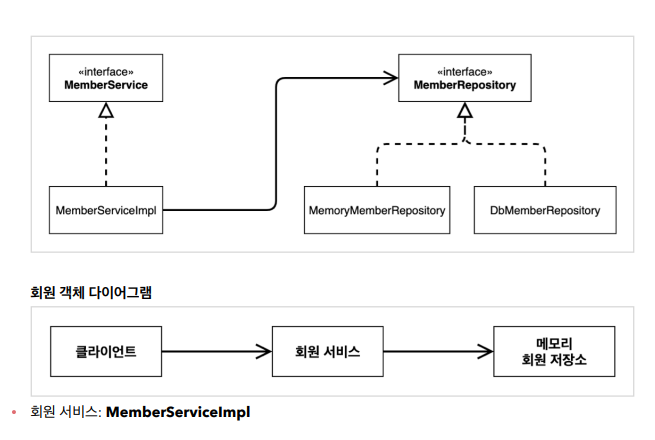 «interface»
MemberService
«interface»
MemberRepository
MemberServiceImpl
MemoryMemberRepository
DbMemberRepository
회원 객체 다이어그램
클라이언트
회원 서비스
메모리
회원 저장소
• 회원 서비스: MemberServiceImpl